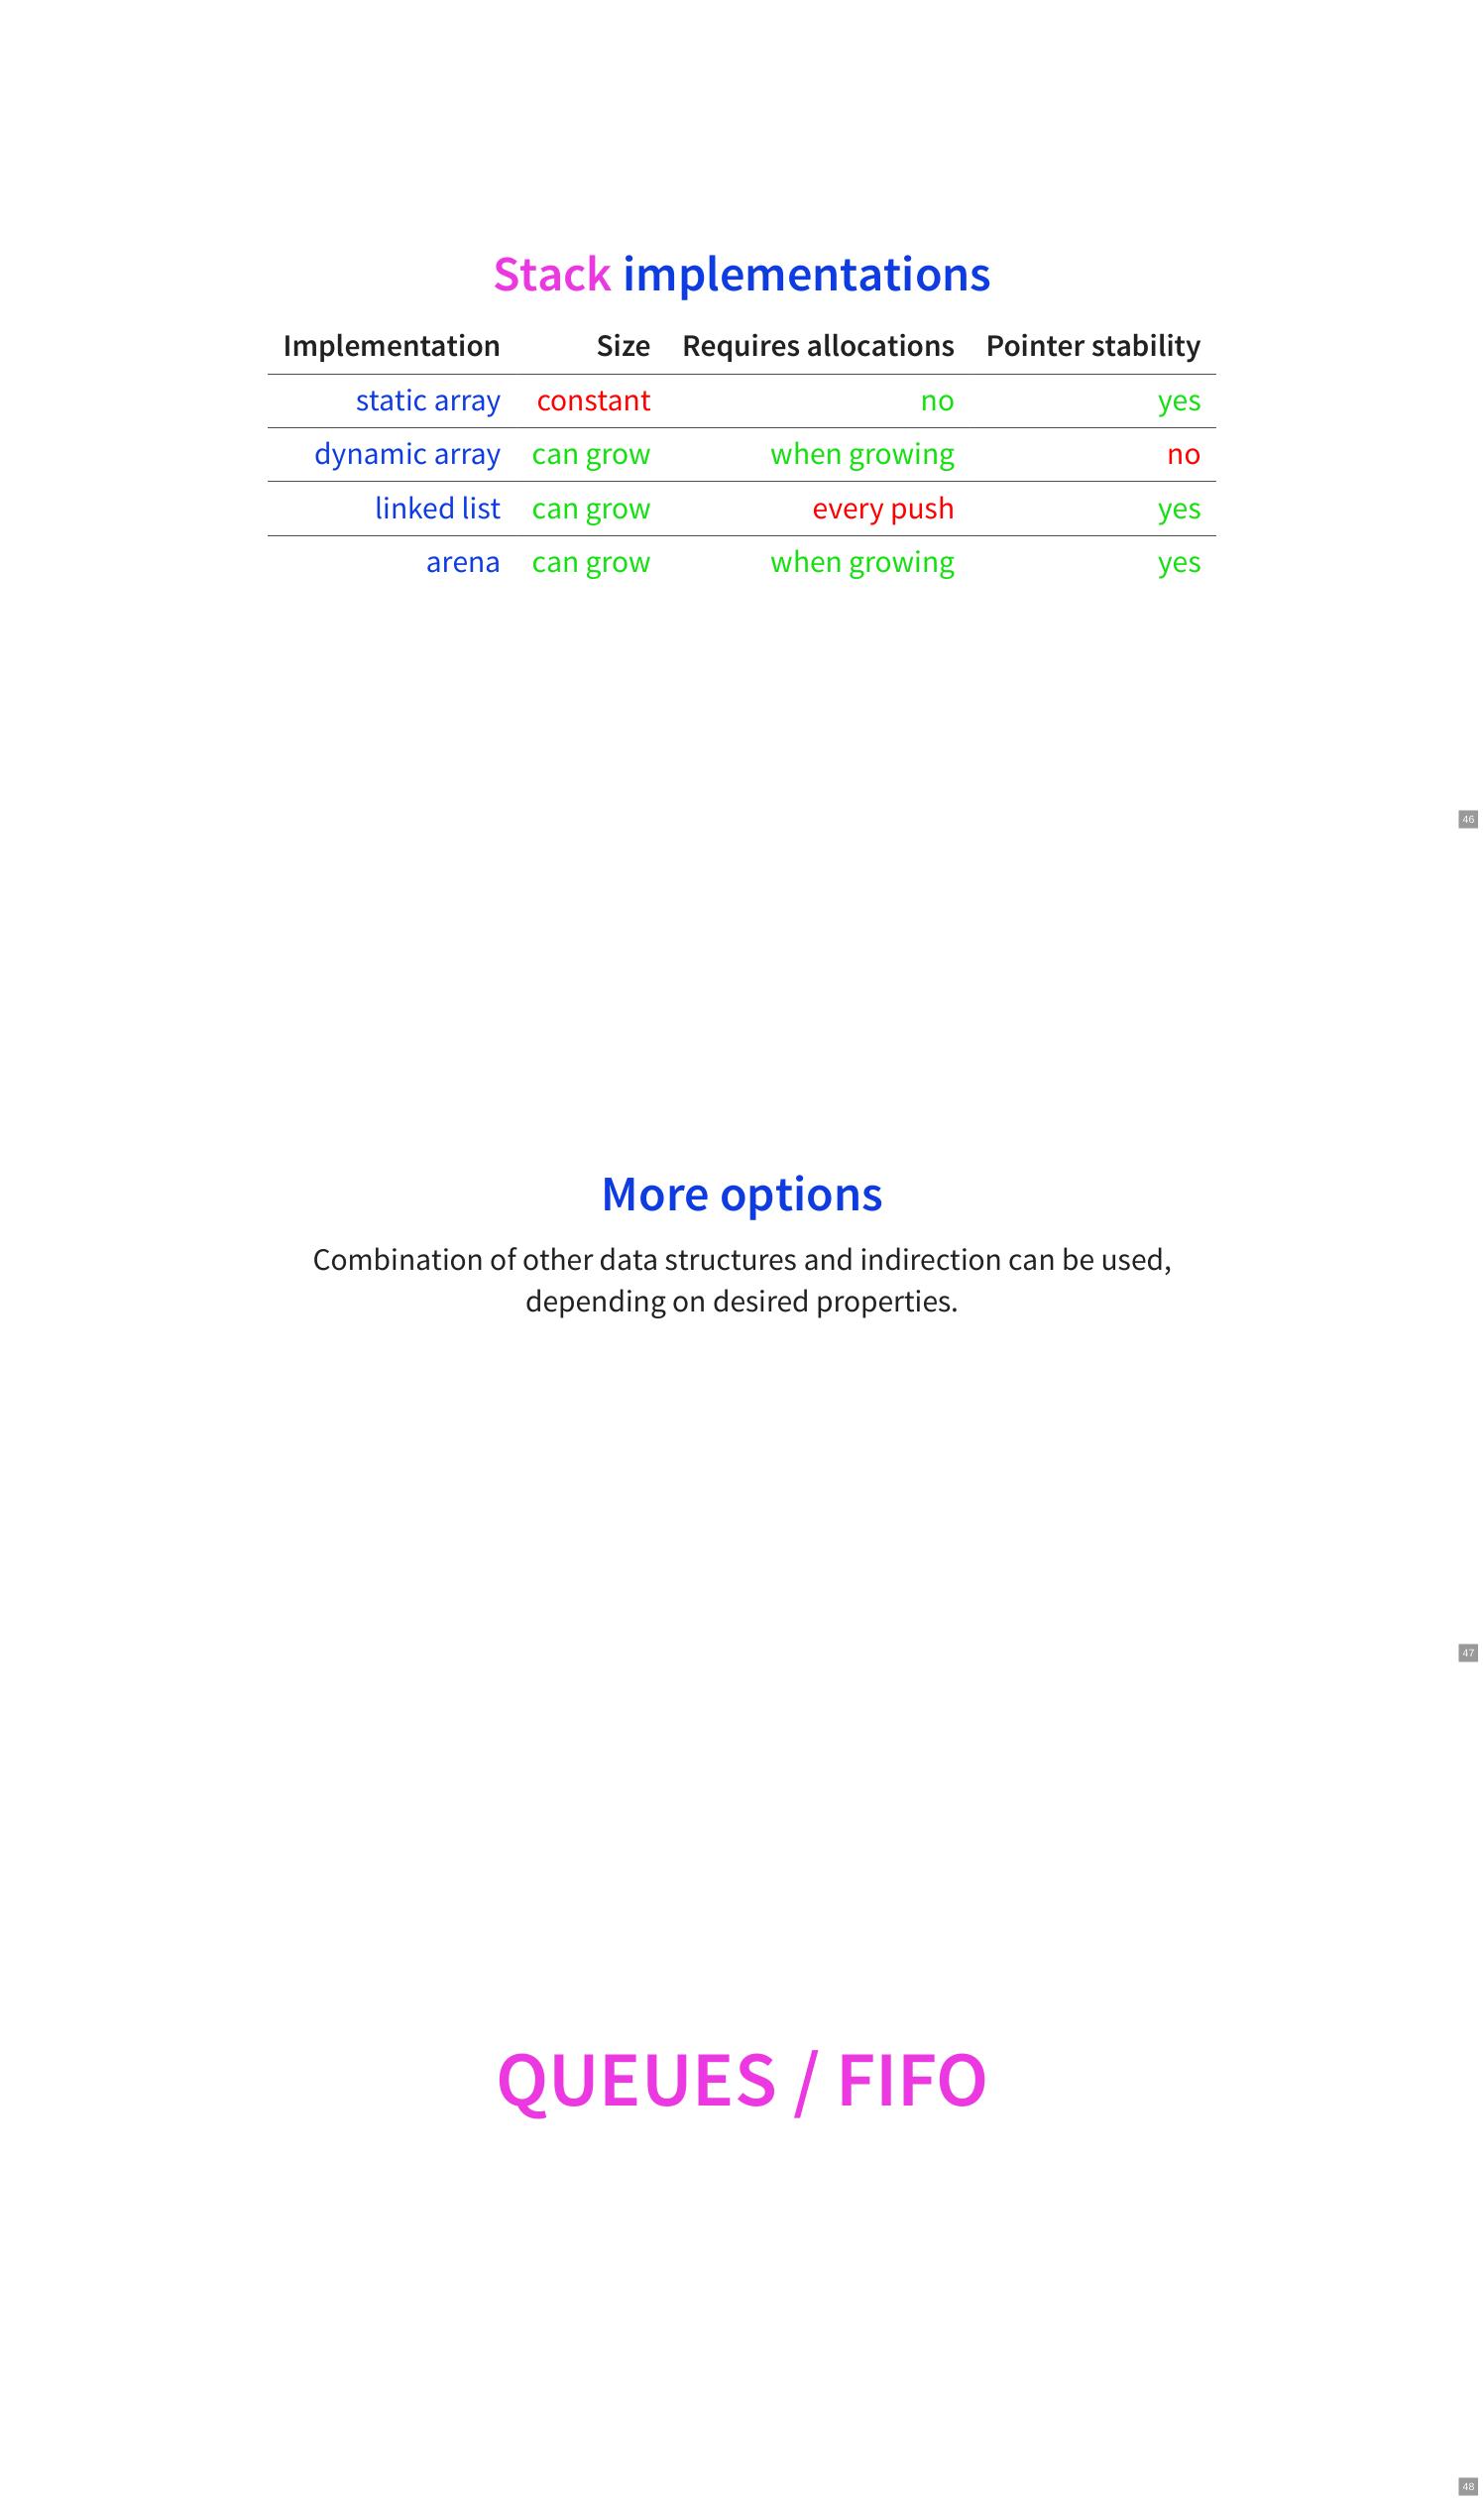 Stack implementations
Implementation Size Requires allocations Pointer stability
static array constant no yes
dynamic array can grow when growing no
linked list can grow every push yes
arena can grow when growing yes
46
More options
Combination of other data structures and indirection can be used,
depending on desired properties.
47
QUEUES / FIFO
48